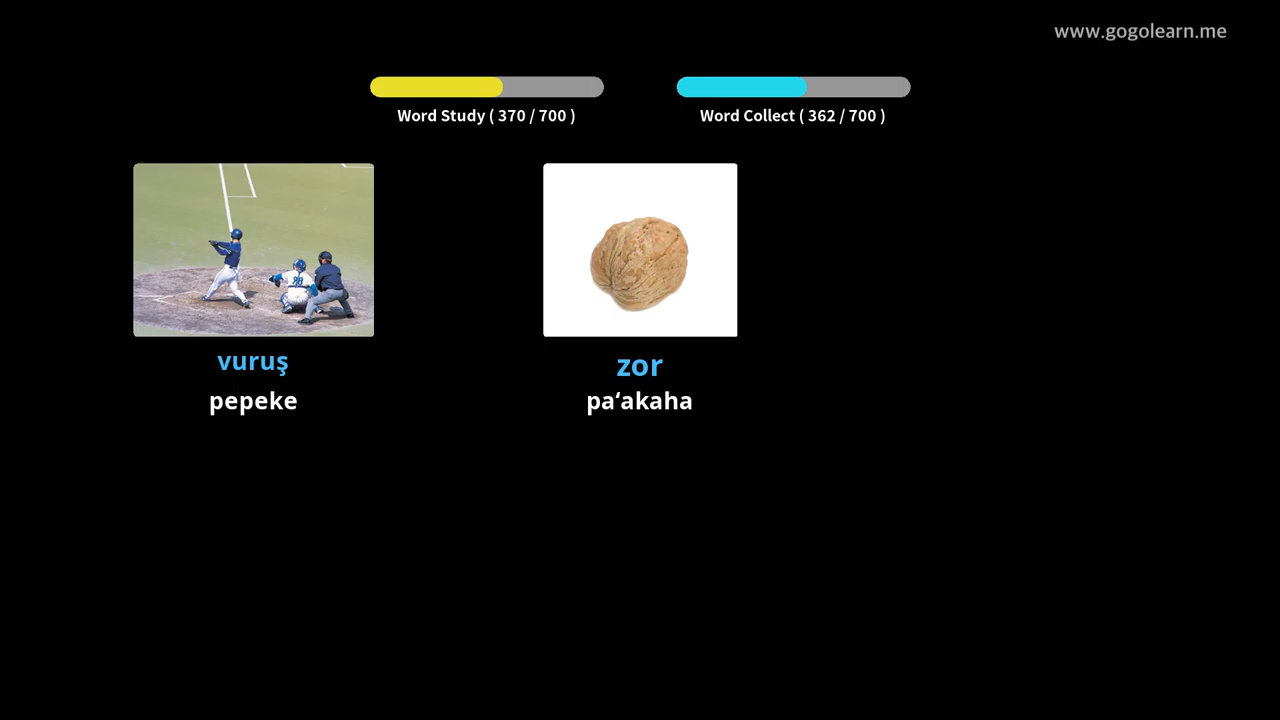 www.gogolearn.me
Word Study ( 370 / 700 )
Word Collect ( 362 / 700 )
vuruş
pepeke
zor
pa‘akaha